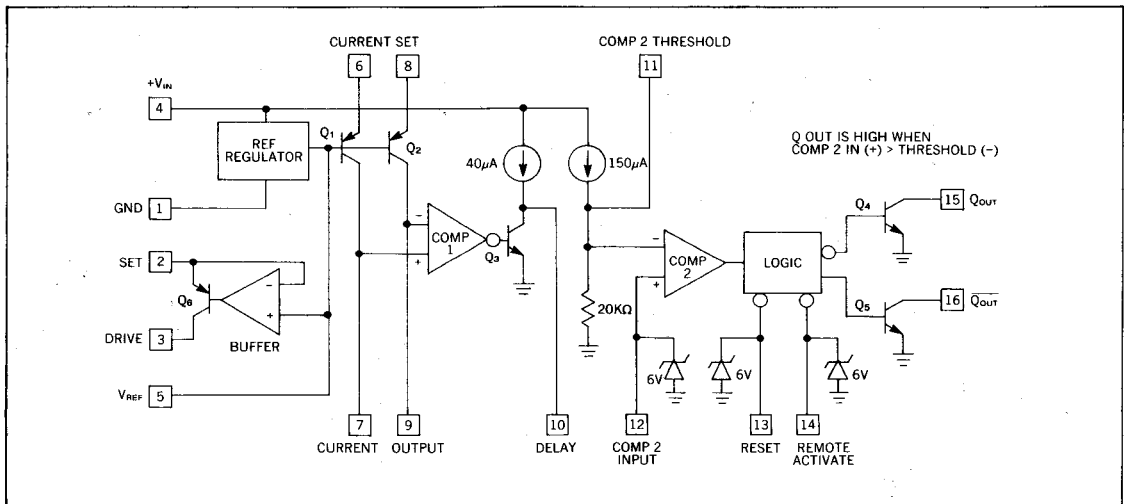 CURRENT SET
6
8
COMP 2 THRESHOLD
11
+VIN
4
REF
REGULATOR
Q1
Q2
40µA
150µA
Q OUT IS HIGH WHEN
COMP 2 IN (+) > THRESHOLD (−)
GND
1
SET
2
Q6
−
+
BUFFER
DRIVE
3
VREF
5
−
COMP
1
+
Q3
20KΩ
−
COMP
2
+
LOGIC
Q4
15
QOUT
Q5
16
Q̅O̅U̅T̅
6V
6V
6V
7
CURRENT
9
OUTPUT
10
DELAY
12
COMP 2
INPUT
13
RESET
14
REMOTE
ACTIVATE